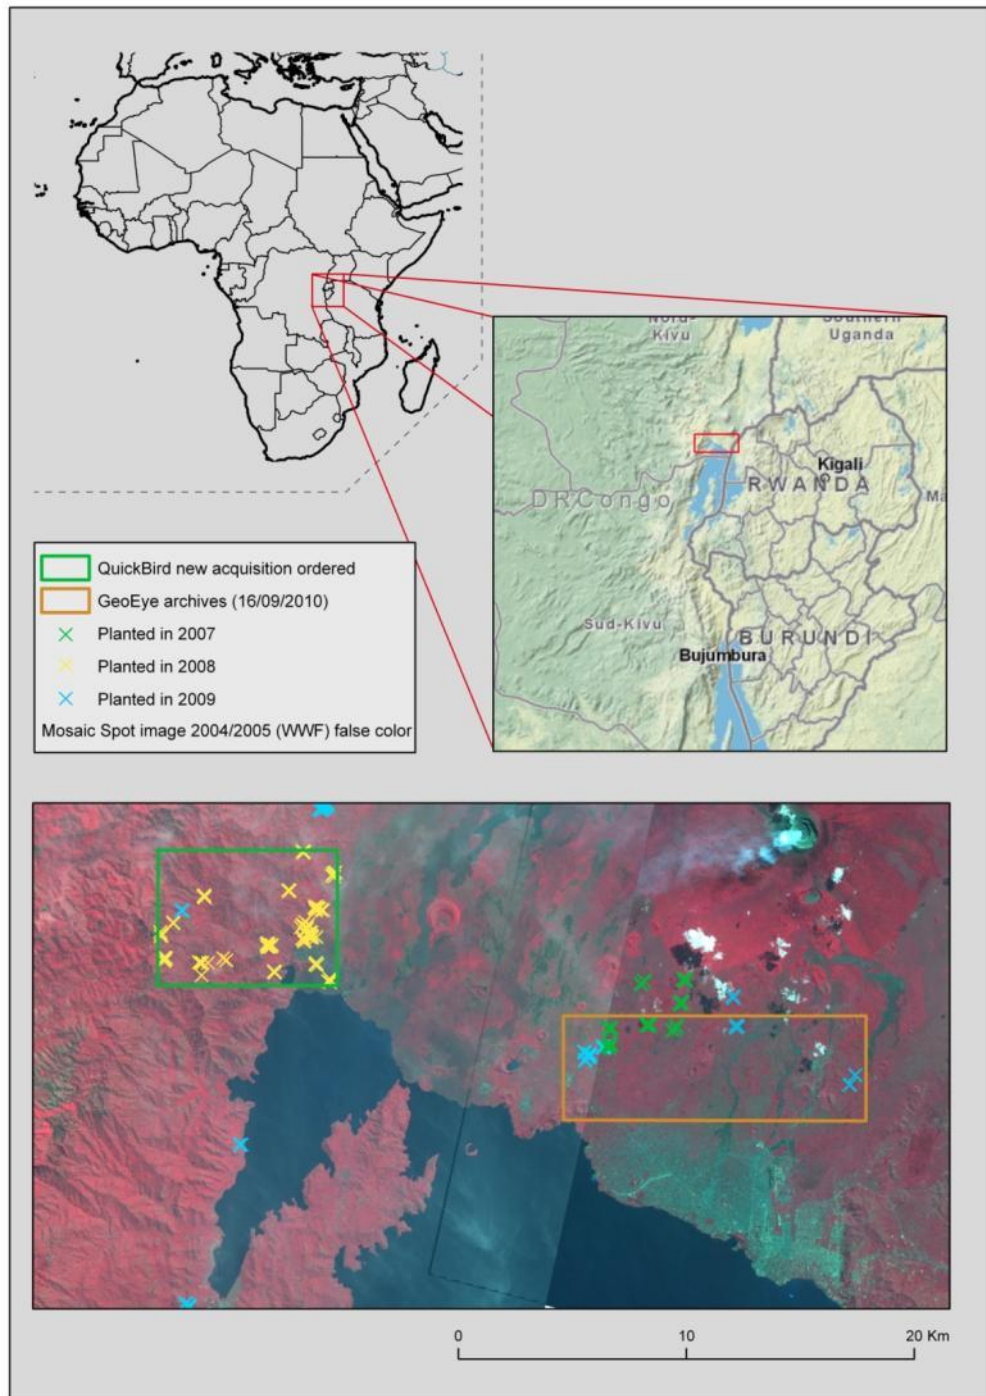 Nord-
Kivu
Southern
Uganda
Kigali
DRCongo
RWANDA
Sud-Kivu
BURUNDI
Bujumbura
QuickBird new acquisition ordered
GeoEye archives (16/09/2010)
Planted in 2007
Planted in 2008
Planted in 2009
Mosaic Spot image 2004/2005 (WWF) false color
0
10
20 Km